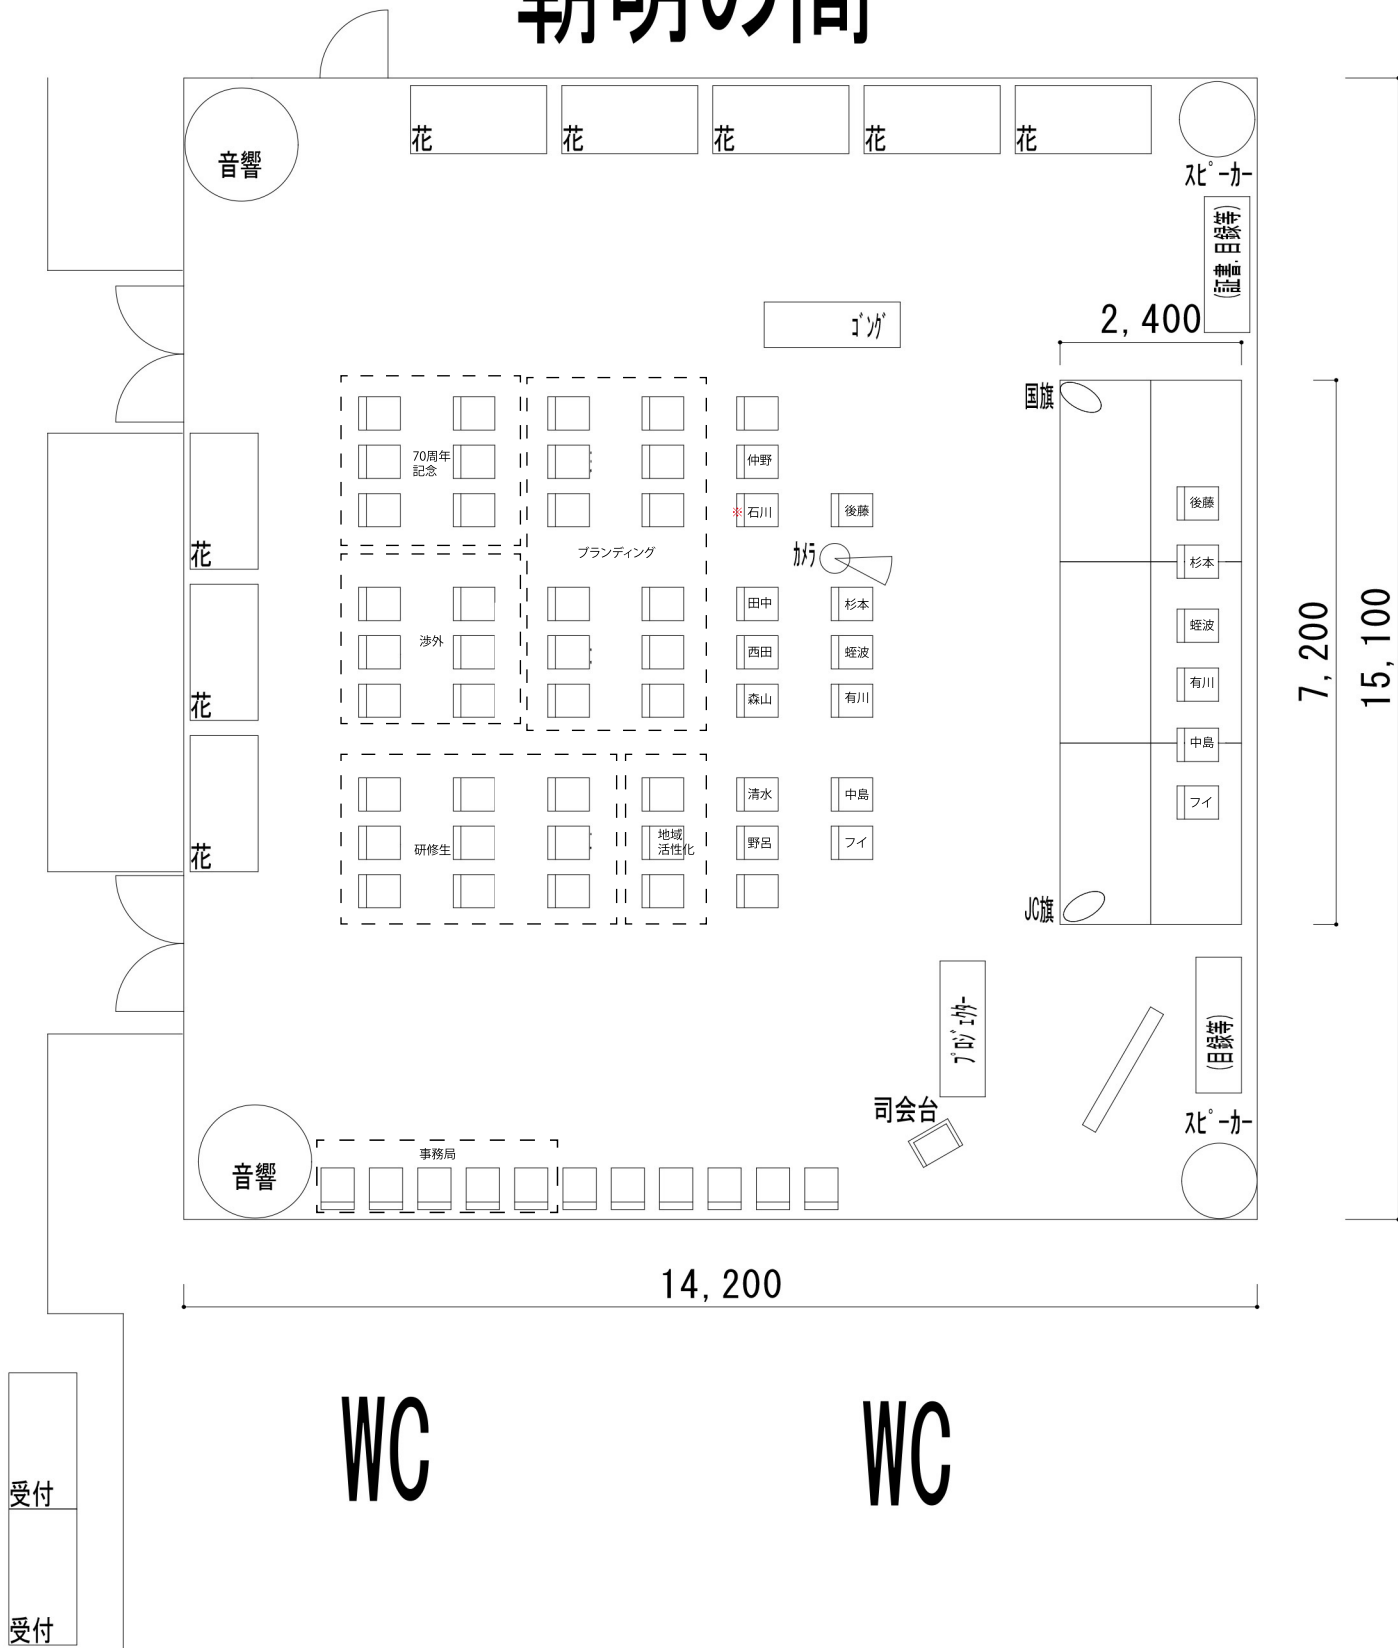 朝明の間
音響
花
花
花
花
花
スピーカー
(証書.目録等)
ゴング
2,400
国旗
70周年
記念
仲野
※石川
後藤
後藤
ブランディング
カメラ
杉本
花
田中
杉本
蛭波
渉外
西田
蛭波
7,200
15,100
森山
有川
有川
花
中島
清水
中島
フイ
研修生
地域
活性化
野呂
フイ
花
JC旗
プロジェクター
(目録等)
司会台
スピーカー
音響
事務局
14,200
WC
WC
受付
受付